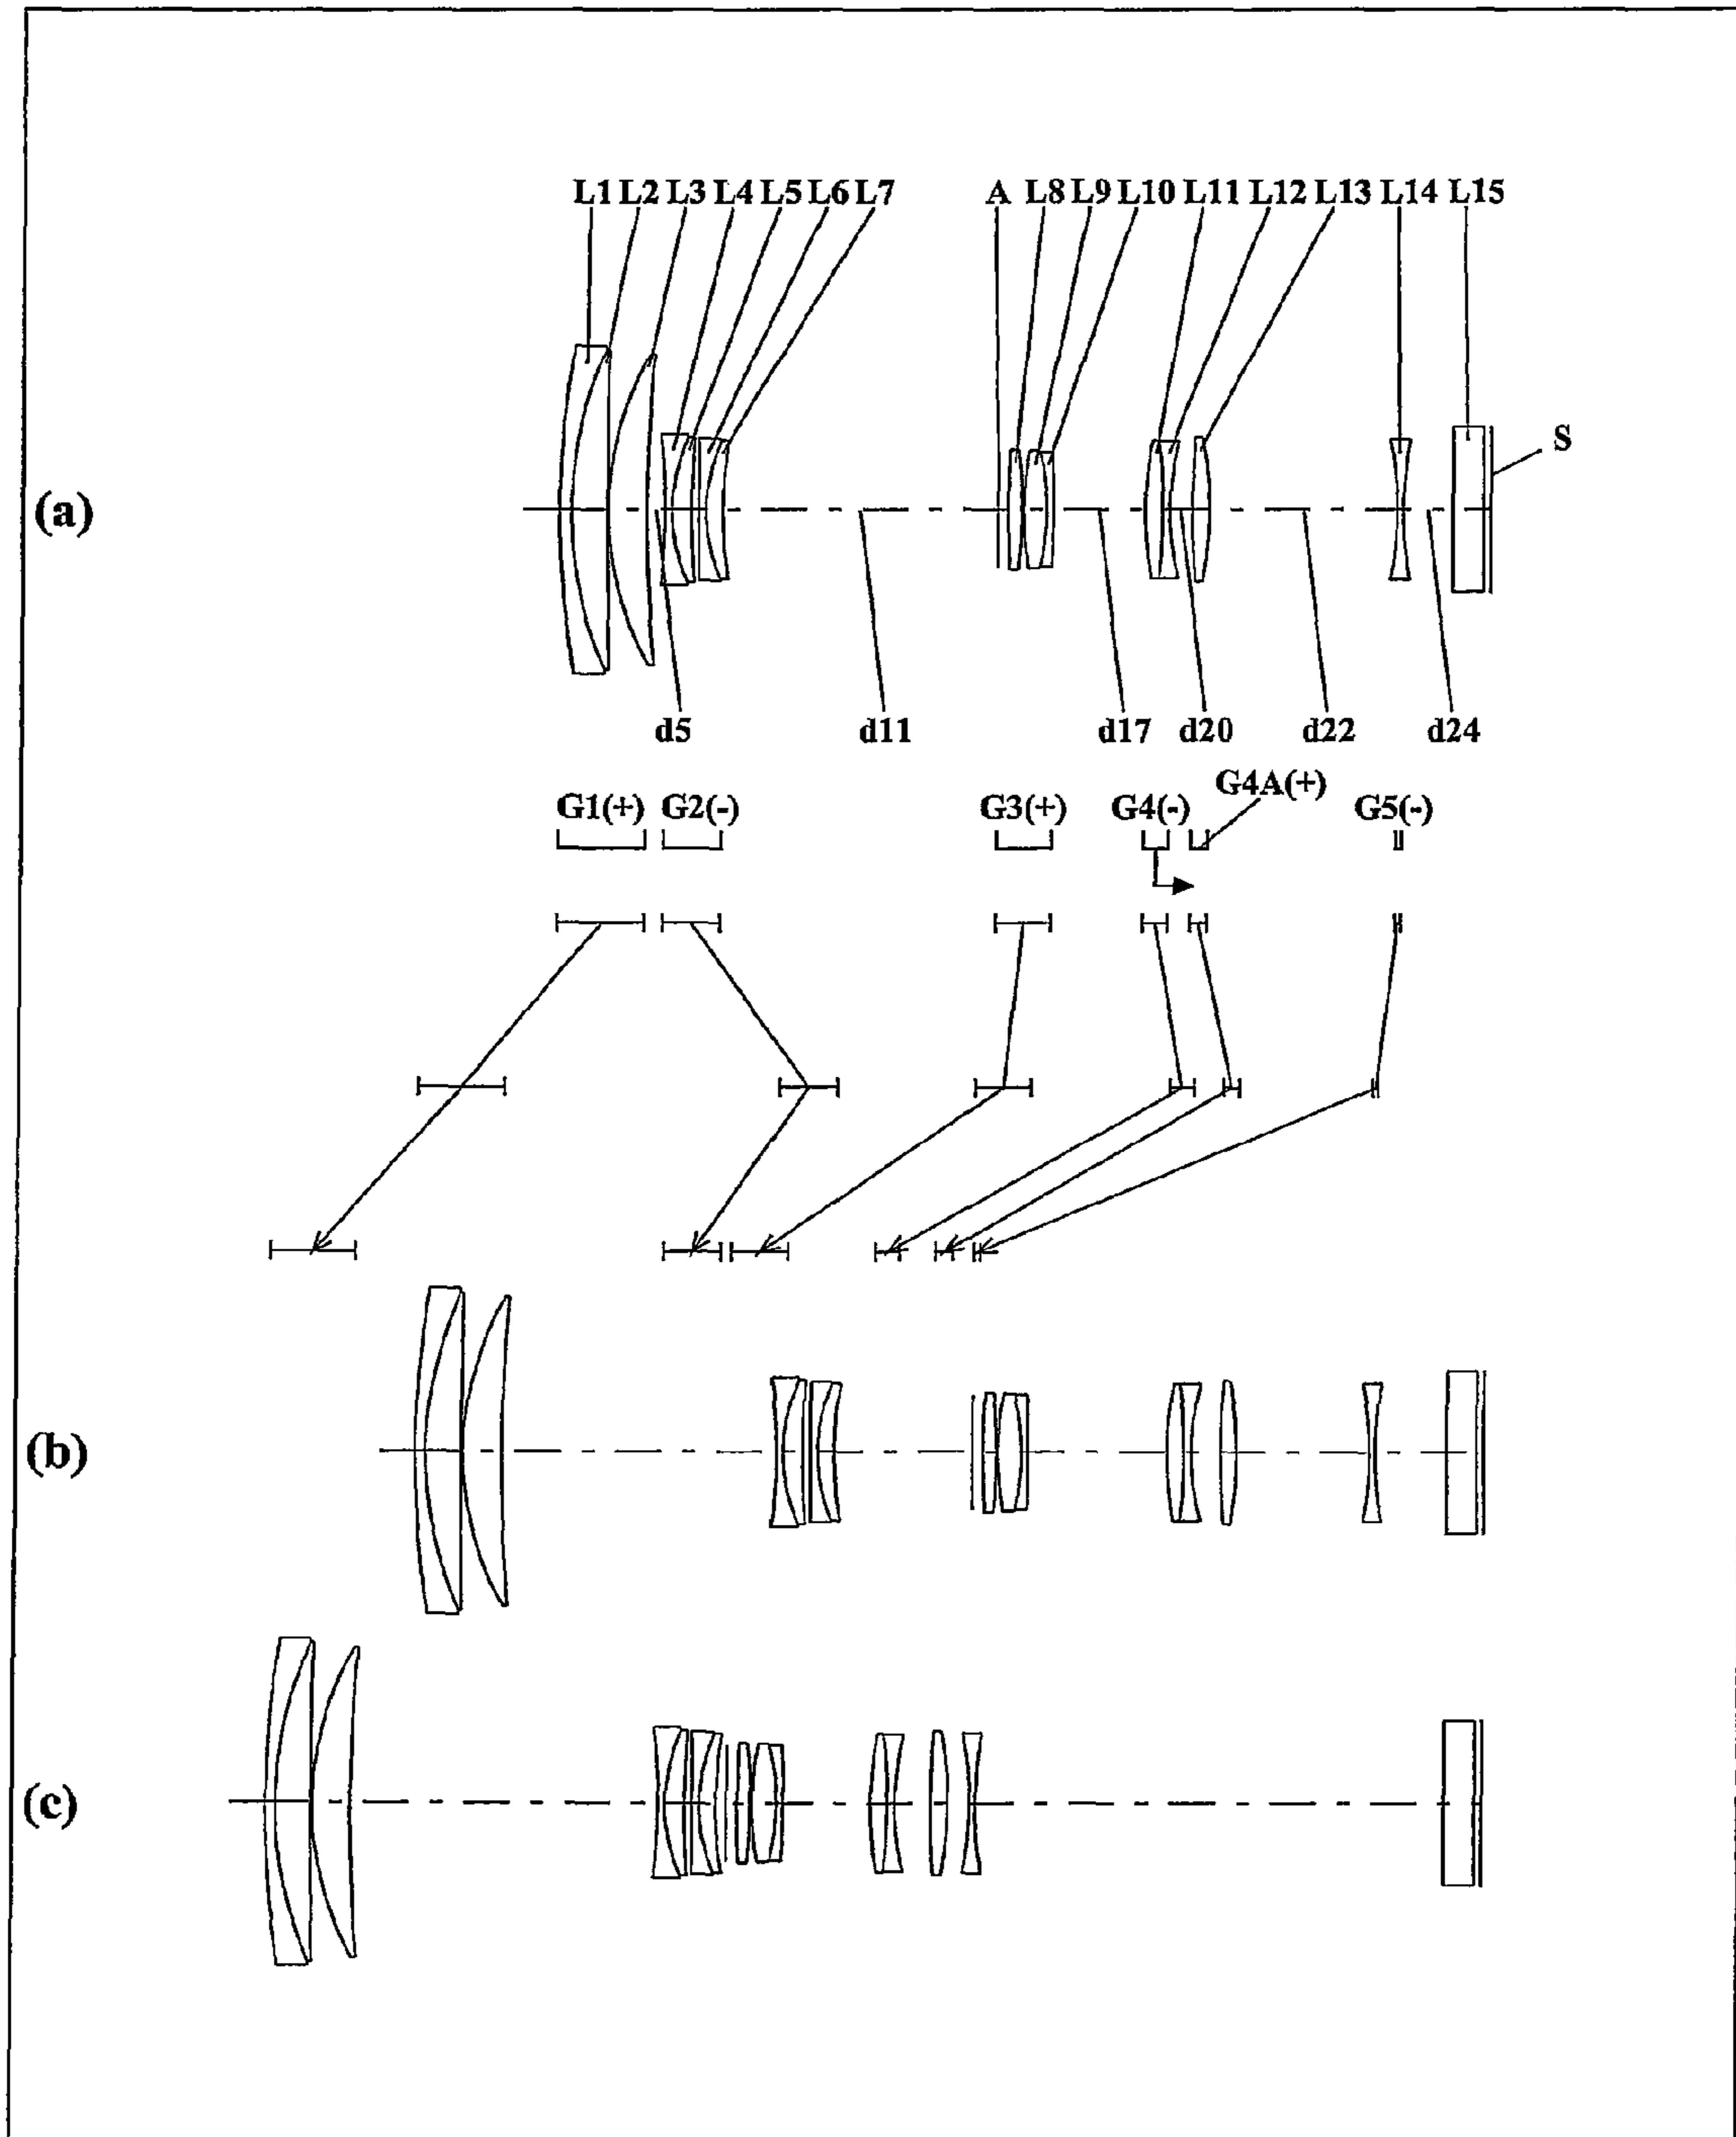 L1 L2 L3 L4 L5 L6 L7 A L8 L9 L10 L11 L12 L13 L14 L15
S
(a)
d5 d11 d17 d20 d22 d24
G4A(+)
G1(+) G2(-) G3(+) G4(-) G5(-)
(b)
(c)